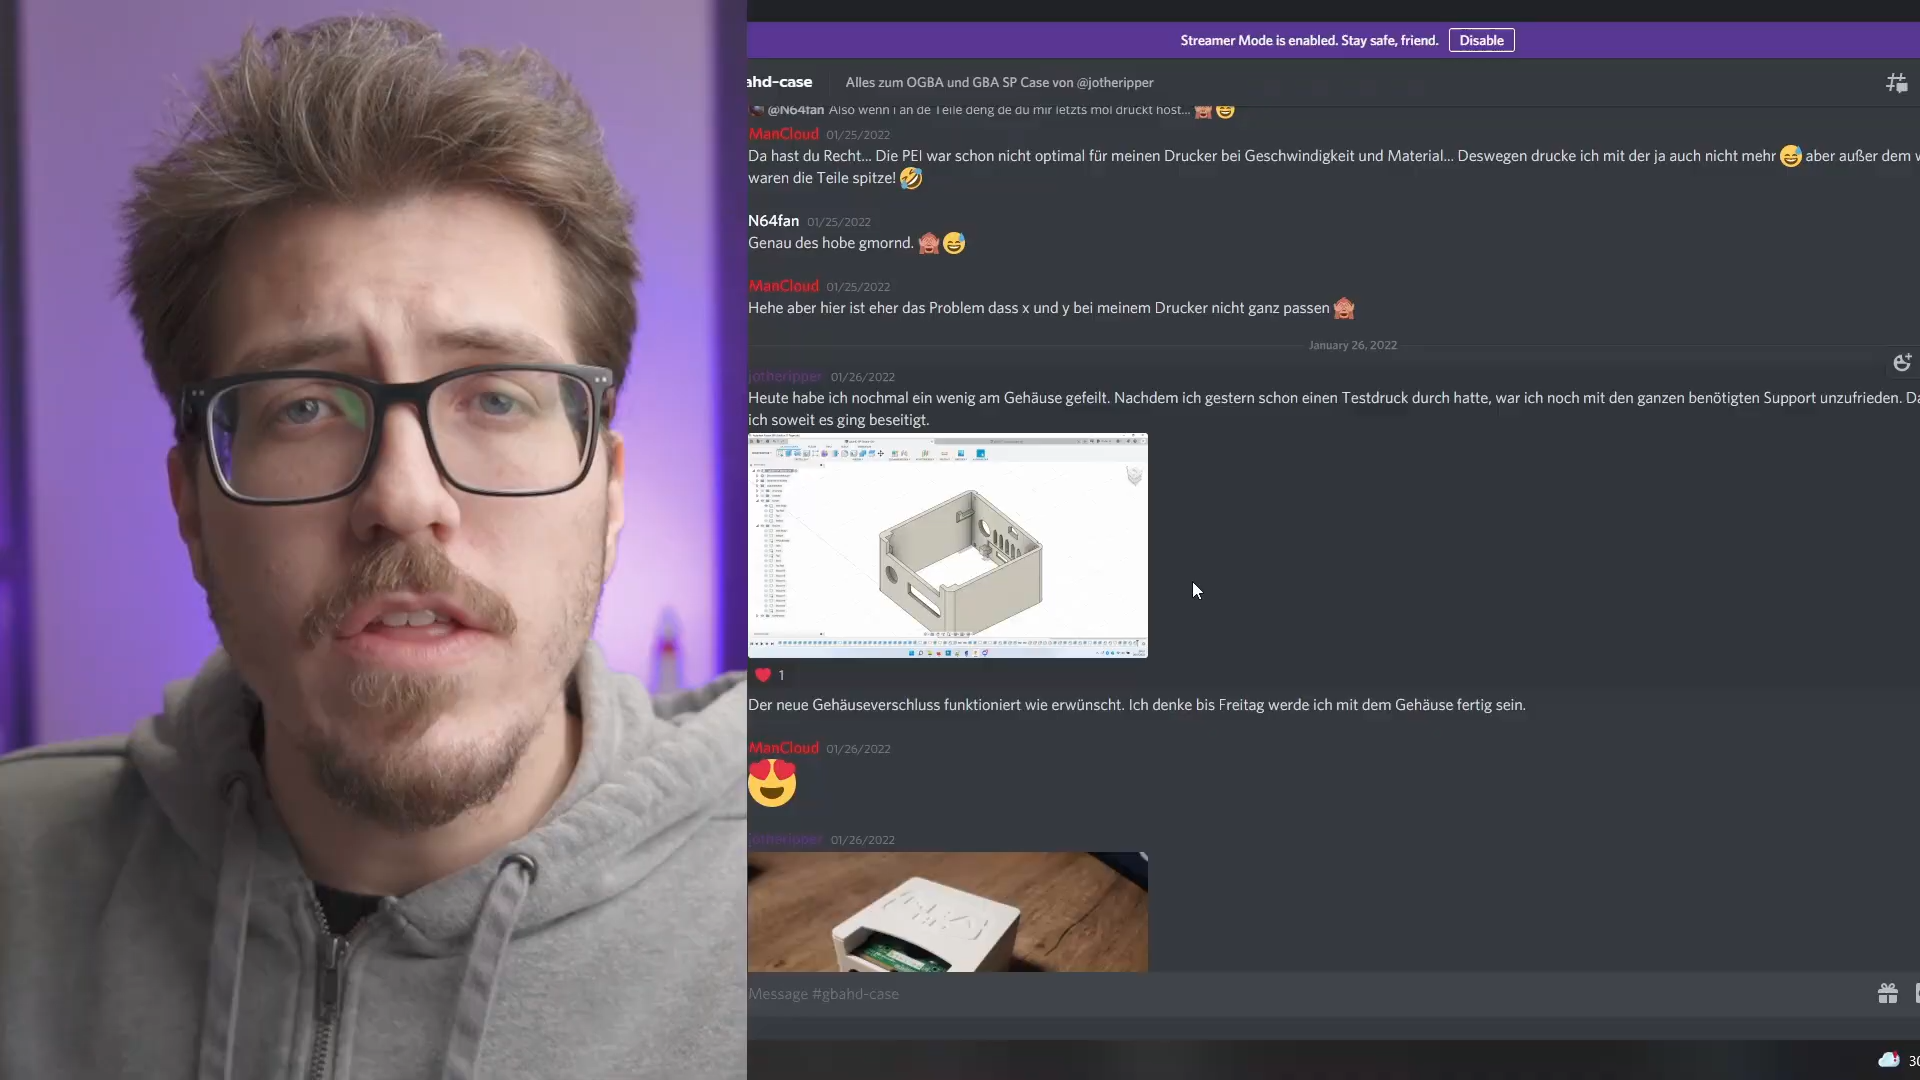 Streamer Mode is enabled. Stay safe, friend. Disable
ahd-case Alles zum OGBA und GBA SP Case von @jotheripper
@N64fan Also wenn i an de Teile deng de du mir letzts mol druckt host...
ManCloud 01/25/2022
Da hast du Recht... Die PEI war schon nicht optimal für meinen Drucker bei Geschwindigkeit und Material... Deswegen drucke ich mit der ja auch nicht mehr aber außer dem w
waren die Teile spitze!
N64fan 01/25/2022
Genau des hobe gmornd.
ManCloud 01/25/2022
Hehe aber hier ist eher das Problem dass x und y bei meinem Drucker nicht ganz passen
January 26, 2022
jotheripper 01/26/2022
Heute habe ich nochmal ein wenig am Gehäuse gefeilt. Nachdem ich gestern schon einen Testdruck durch hatte, war ich noch mit den ganzen benötigten Support unzufrieden. Da
ich soweit es ging beseitigt.
1
Der neue Gehäuseverschluss funktioniert wie erwünscht. Ich denke bis Freitag werde ich mit dem Gehäuse fertig sein.
ManCloud 01/26/2022
jotheripper 01/26/2022
Message #gbahd-case
30